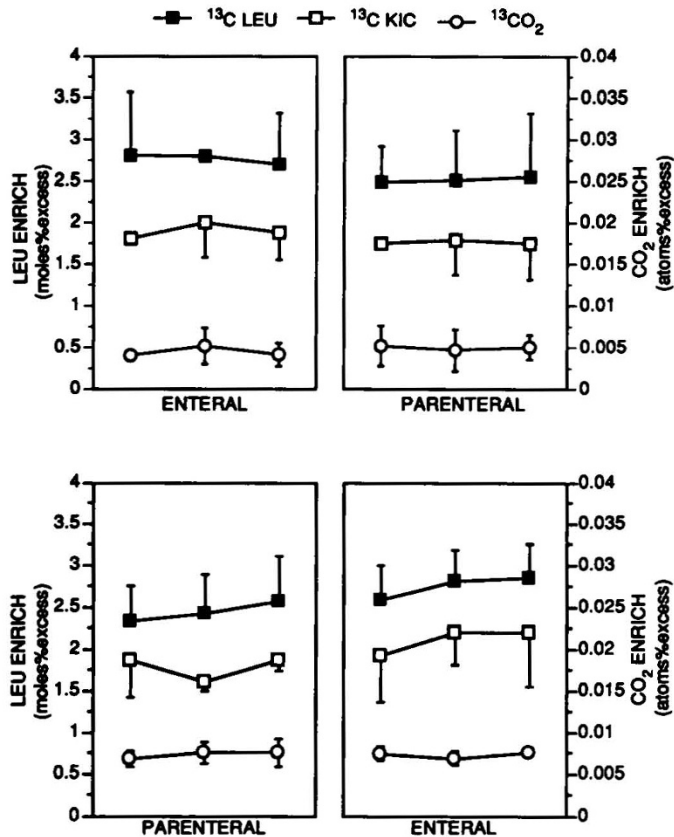 ¹³C LEU ¹³C KIC ¹³CO₂
4
3.5
3
2.5
2
1.5
1
0.5
0
LEU ENRICH
(moles%excess)
ENTERAL
0.04
0.03
0.025
0.02
0.015
0.01
0.005
0
CO₂ ENRICH
(atoms%excess)
PARENTERAL
4
3.5
3
2.5
2
1.5
1
0.5
0
LEU ENRICH
(moles%excess)
PARENTERAL
0.04
0.035
0.03
0.025
0.02
0.015
0.01
0.005
0
CO₂ ENRICH
(atoms%excess)
ENTERAL